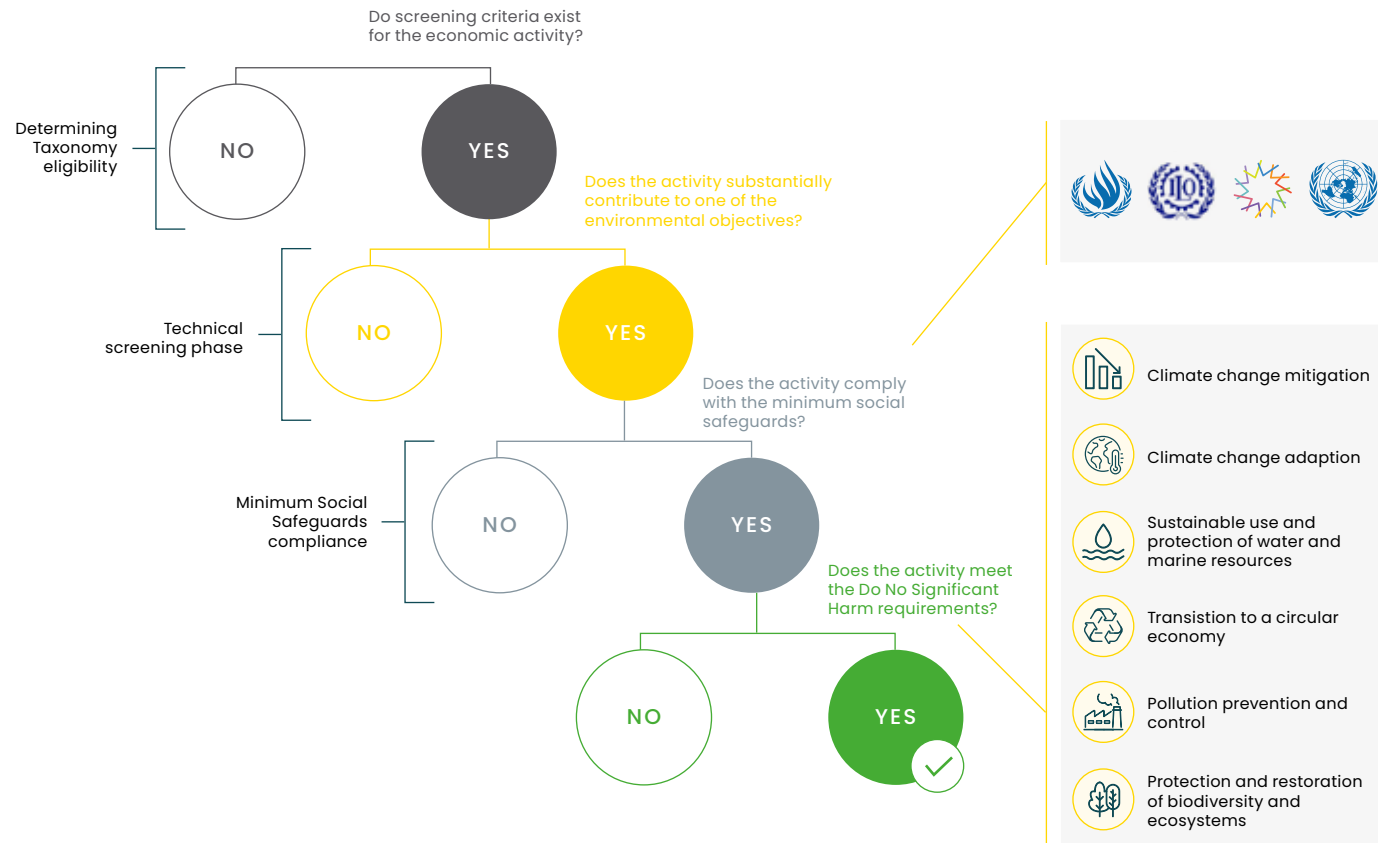 Do screening criteria exist
for the economic activity?
Determining
Taxonomy
eligibility
NO
YES
Does the activity substantially
contribute to one of the
environmental objectives?
Technical
screening phase
NO
YES
Does the activity comply
with the minimum social
safeguards?
Minimum Social
Safeguards
compliance
NO
YES
Does the activity meet
the Do No Significant
Harm requirements?
NO
YES
ILO
Climate change mitigation
Climate change adaption
Sustainable use and
protection of water and
marine resources
Transistion to a circular
economy
Pollution prevention and
control
Protection and restoration
of biodiversity and
ecosystems